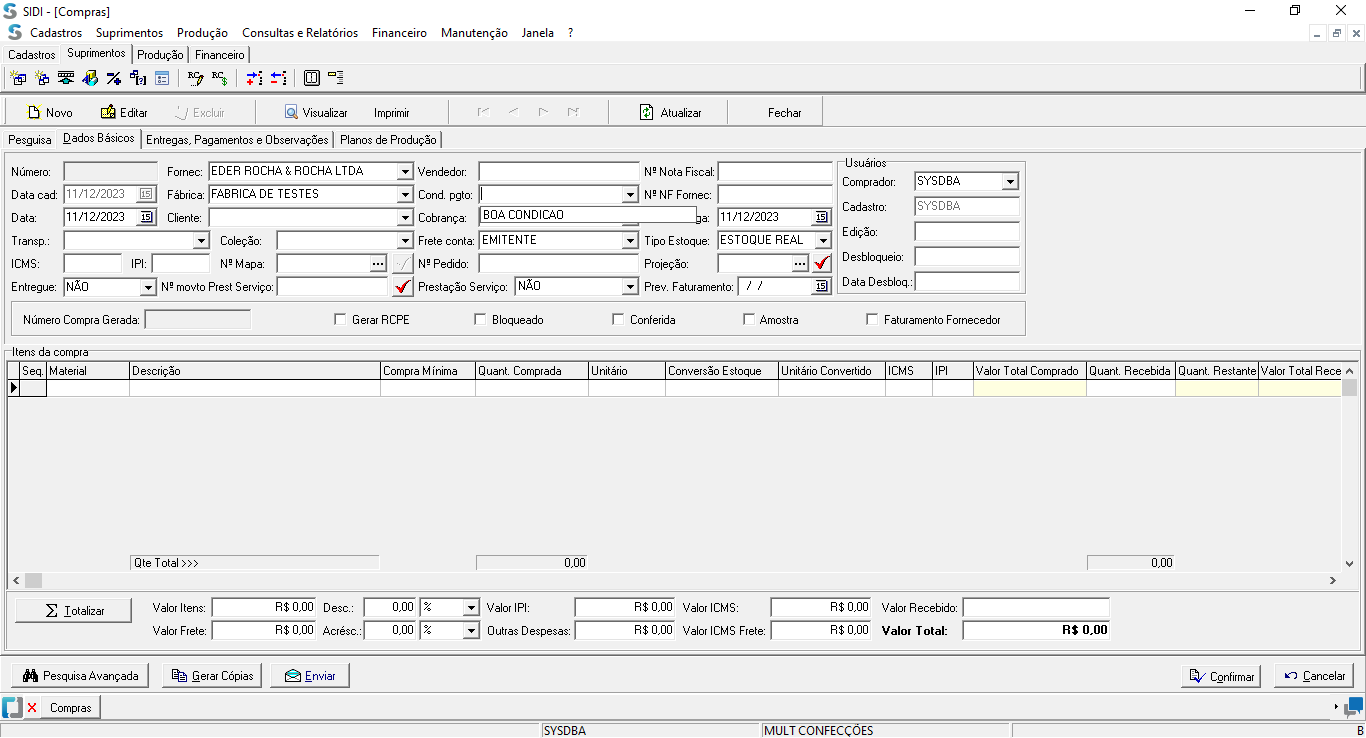 SIDI - [Compras]
Cadastros Suprimentos Produção Consultas e Relatórios Financeiro Manutenção Janela ?
Cadastros Suprimentos Produção Financeiro
Novo Editar Excluir Visualizar Imprimir Atualizar Fechar
Pesquisa Dados Básicos Entregas, Pagamentos e Observações Planos de Produção
Número: Fornec: EDER ROCHA & ROCHA LTDA Vendedor: Nº Nota Fiscal: Usuários
Comprador: SYSDBA
Data cad: 11/12/2023 15 Fábrica: FABRICA DE TESTES Cond. pgto: Nº NF Fornec:
Cadastro: SYSDBA
Data: 11/12/2023 15 Cliente: Cobrança: BOA CONDICAO ga: 11/12/2023 15
Edição:
Transp.: Coleção: Frete conta: EMITENTE Tipo Estoque: ESTOQUE REAL
Desbloqueio:
ICMS: IPI: Nº Mapa: ... Nº Pedido: Projeção: ...
Data Desbloq.:
Entregue: NÃO Nº movto Prest Serviço: Prestação Serviço: NÃO Prev. Faturamento: / / 15
Número Compra Gerada: Gerar RCPE Bloqueado Conferida Amostra Faturamento Fornecedor
Itens da compra
Seq. Material Descrição Compra Mínima Quant. Comprada Unitário Conversão Estoque Unitário Convertido ICMS IPI Valor Total Comprado Quant. Recebida Quant. Restante Valor Total Rece
Qte Total >>> 0,00 0,00
Σ Totalizar Valor Itens: R$ 0,00 Desc.: 0,00 % Valor IPI: R$ 0,00 Valor ICMS: R$ 0,00 Valor Recebido:
Valor Frete: R$ 0,00 Acrésc.: 0,00 % Outras Despesas: R$ 0,00 Valor ICMS Frete: R$ 0,00 Valor Total: R$ 0,00
Pesquisa Avançada Gerar Cópias Enviar Confirmar Cancelar
Compras
SYSDBA MULT CONFECÇÕES B